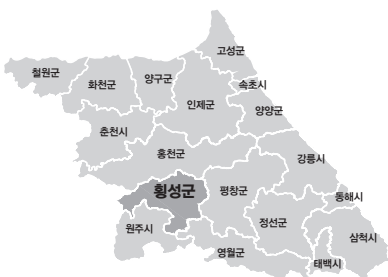 고성군
철원군
화천군
양구군
속초시
인제군
양양군
춘천시
홍천군
강릉시
횡성군
평창군
동해시
원주시
정선군
삼척시
영월군
태백시